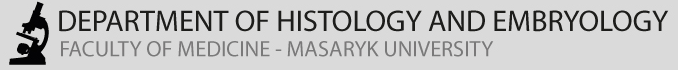 DEPARTMENT OF HISTOLOGY AND EMBRYOLOGY
FACULTY OF MEDICINE - MASARYK UNIVERSITY